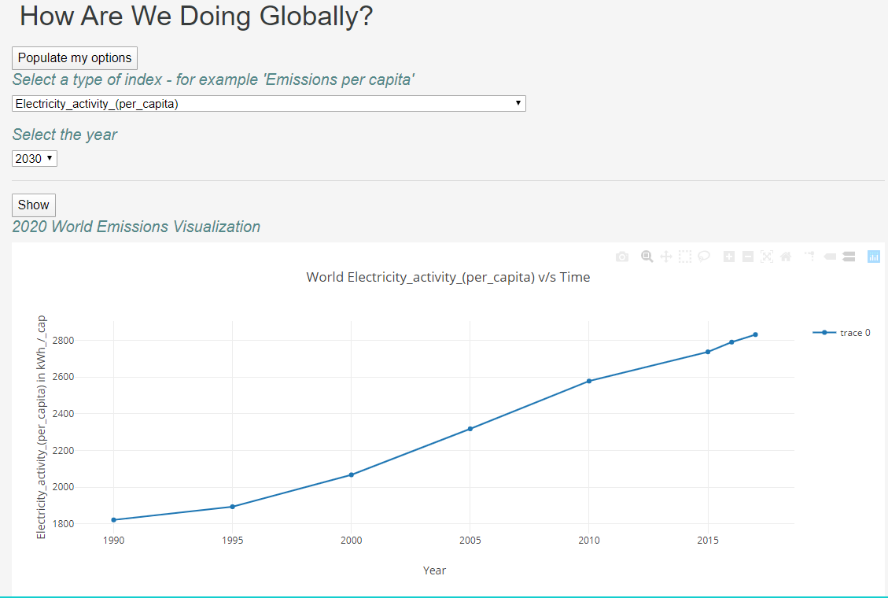 How Are We Doing Globally?
Populate my options
Select a type of index - for example 'Emissions per capita'
Electricity_activity_(per_capita)
Select the year
2030
Show
2020 World Emissions Visualization
World Electricity_activity_(per_capita) v/s Time
Electricity_activity_(per_capita) in kWh_/_cap
2800
2600
2400
2200
2000
1800
trace 0
1990 1995 2000 2005 2010 2015
Year